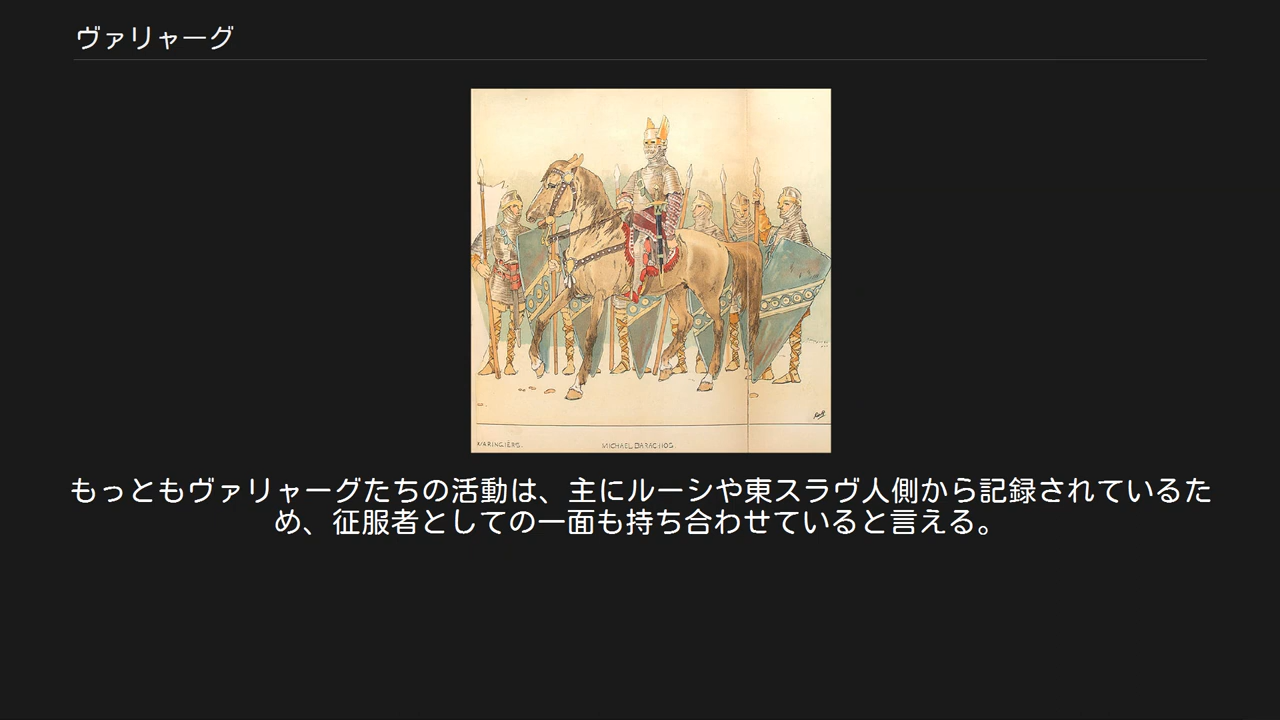 ヴァリャーグ
MICHAEL DABACHOS.
もっともヴァリャーグたちの活動は、主にルーシや東スラヴ人側から記録されているた
め、征服者としての一面も持ち合わせていると言える。